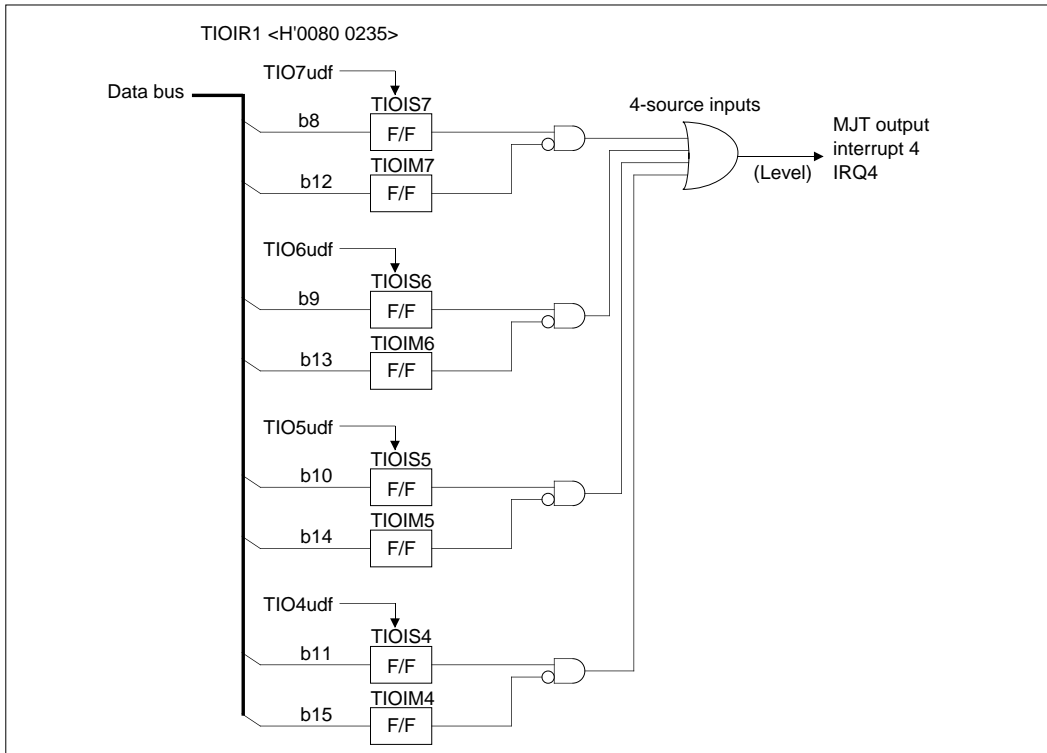 TIOIR1 <H'0080 0235>
TIO7udf
Data bus
TIOIS7
b8
F/F
4-source inputs
MJT output
interrupt 4
IRQ4
(Level)
TIOIM7
b12
F/F
TIO6udf
TIOIS6
b9
F/F
TIOIM6
b13
F/F
TIO5udf
TIOIS5
b10
F/F
TIOIM5
b14
F/F
TIO4udf
TIOIS4
b11
F/F
TIOIM4
b15
F/F